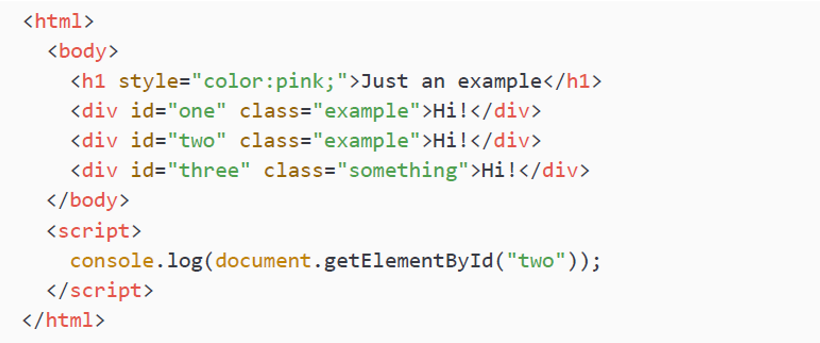 <html>
  <body>
    <h1 style="color:pink;">Just an example</h1>
    <div id="one" class="example">Hi!</div>
    <div id="two" class="example">Hi!</div>
    <div id="three" class="something">Hi!</div>
  </body>
  <script>
    console.log(document.getElementById("two"));
  </script>
</html>